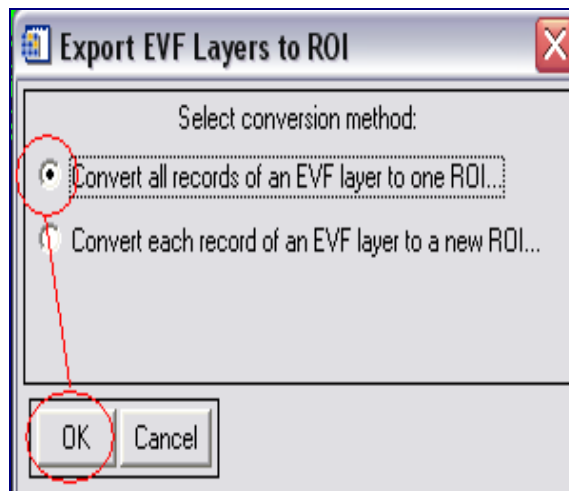 Export EVF Layers to ROI
Select conversion method:
Convert all records of an EVF layer to one ROI...
Convert each record of an EVF layer to a new ROI...
OK
Cancel